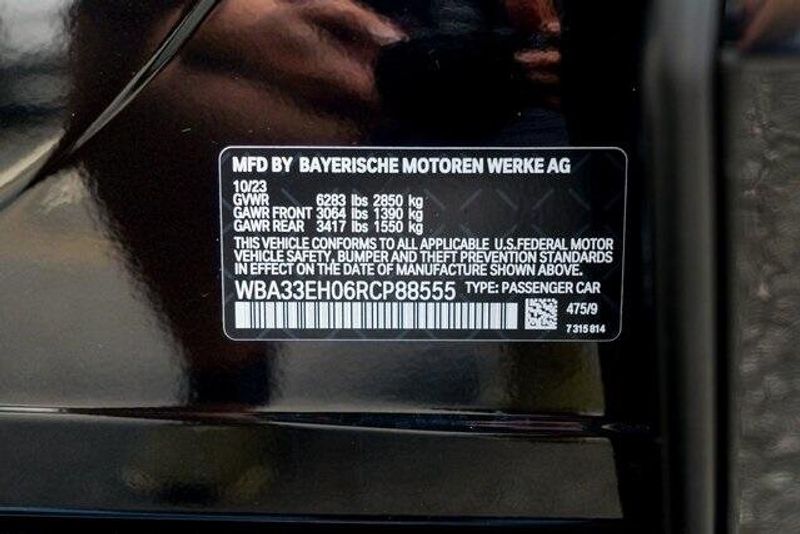 MFD BY BAYERISCHE MOTOREN WERKE AG
10/23
GVWR 6283 lbs 2850 kg
GAWR FRONT 3064 lbs 1390 kg
GAWR REAR 3417 lbs 1550 kg
THIS VEHICLE CONFORMS TO ALL APPLICABLE U.S.FEDERAL MOTOR
VEHICLE SAFETY, BUMPER AND THEFT PREVENTION STANDARDS
IN EFFECT ON THE DATE OF MANUFACTURE SHOWN ABOVE.
WBA33EH06RCP88555 TYPE: PASSENGER CAR
475/9
7 315 814